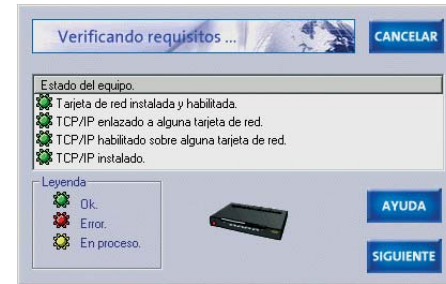 Verificando requisitos ...
CANCELAR
Estado del equipo.
Tarjeta de red instalada y habilitada.
TCP/IP enlazado a alguna tarjeta de red.
TCP/IP habilitado sobre alguna tarjeta de red.
TCP/IP instalado.
Leyenda
Ok.
Error.
En proceso.
AYUDA
SIGUIENTE